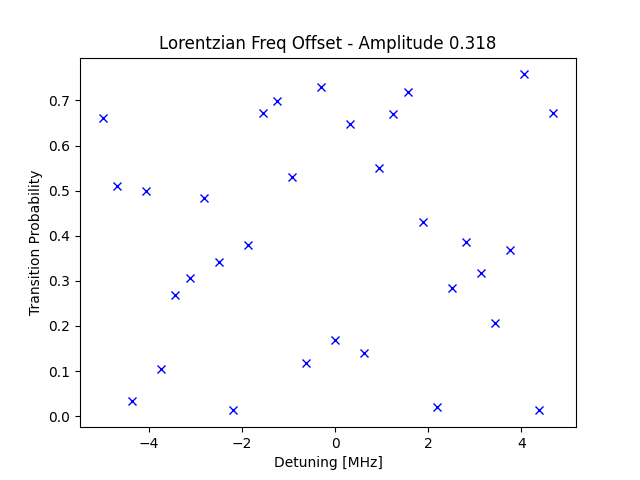 Lorentzian Freq Offset - Amplitude 0.318
0.7
0.6
0.5
0.4
0.3
0.2
0.1
0.0
Transition Probability
−4 −2 0 2 4
Detuning [MHz]